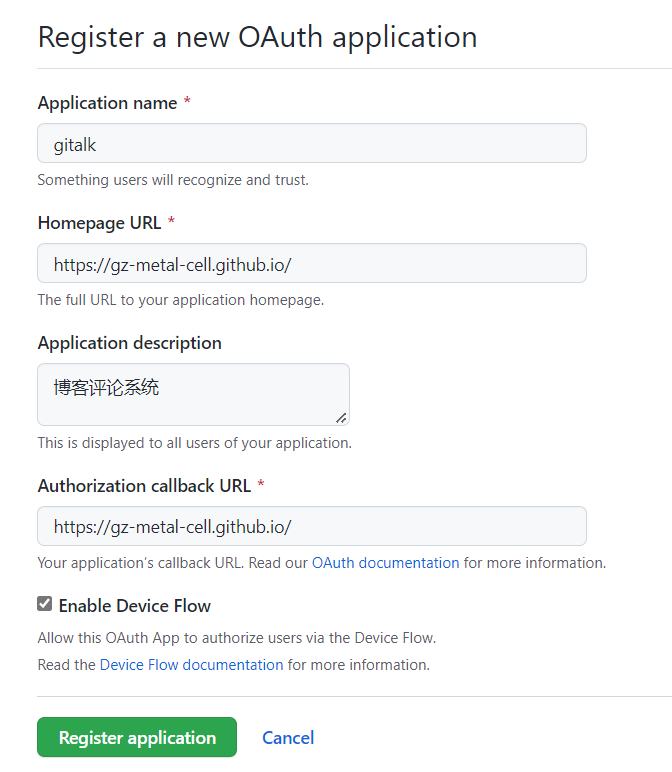 Register a new OAuth application
Application name *
gitalk
Something users will recognize and trust.
Homepage URL *
https://gz-metal-cell.github.io/
The full URL to your application homepage.
Application description
博客评论系统
This is displayed to all users of your application.
Authorization callback URL *
https://gz-metal-cell.github.io/
Your application's callback URL. Read our OAuth documentation for more information.
Enable Device Flow
Allow this OAuth App to authorize users via the Device Flow.
Read the Device Flow documentation for more information.
Register application Cancel